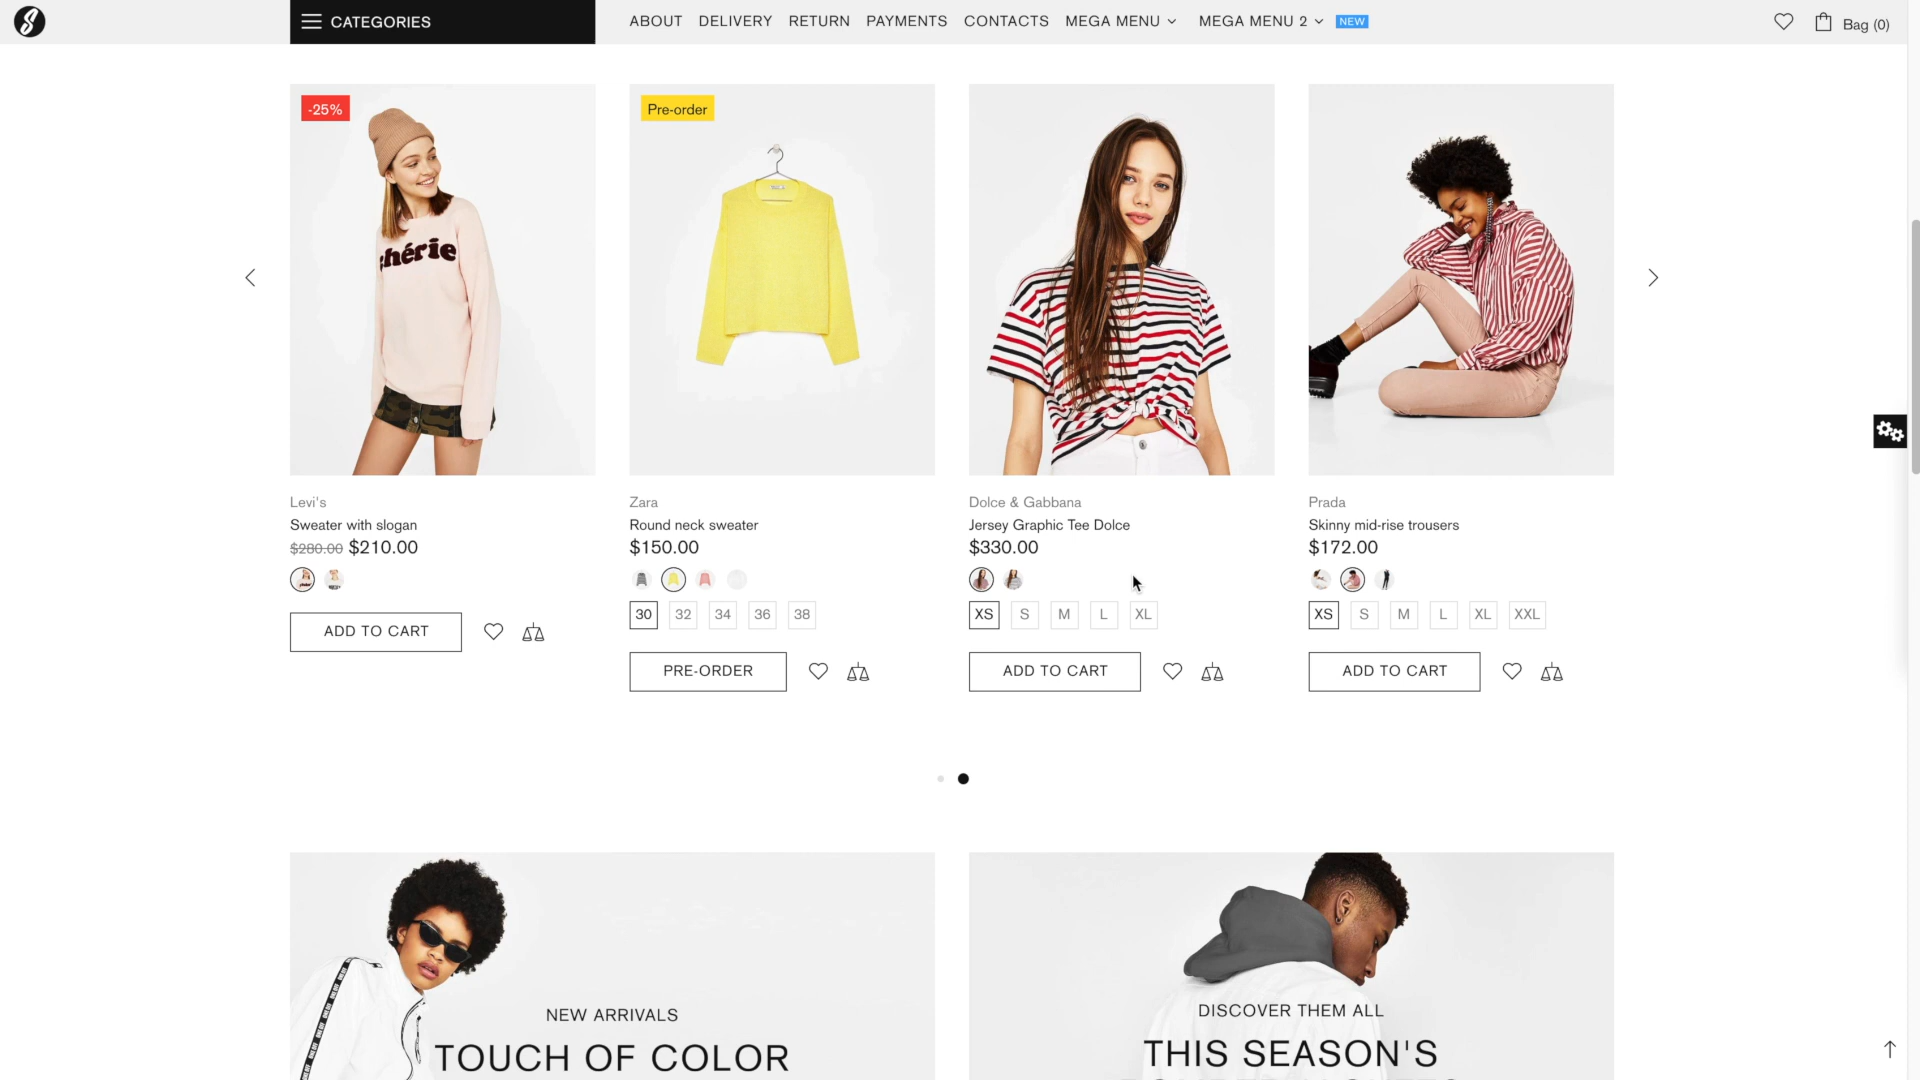 CATEGORIES
ABOUT DELIVERY RETURN PAYMENTS CONTACTS MEGA MENU MEGA MENU 2 NEW
Bag (0)
-25%
Pre-order
chérie
Levi's
Sweater with slogan
$280.00 $210.00
ADD TO CART
Zara
Round neck sweater
$150.00
30 32 34 36 38
PRE-ORDER
Dolce & Gabbana
Jersey Graphic Tee Dolce
$330.00
XS S M L XL
ADD TO CART
Prada
Skinny mid-rise trousers
$172.00
XS S M L XL XXL
ADD TO CART
NEW ARRIVALS
TOUCH OF COLOR
DISCOVER THEM ALL
THIS SEASON'S